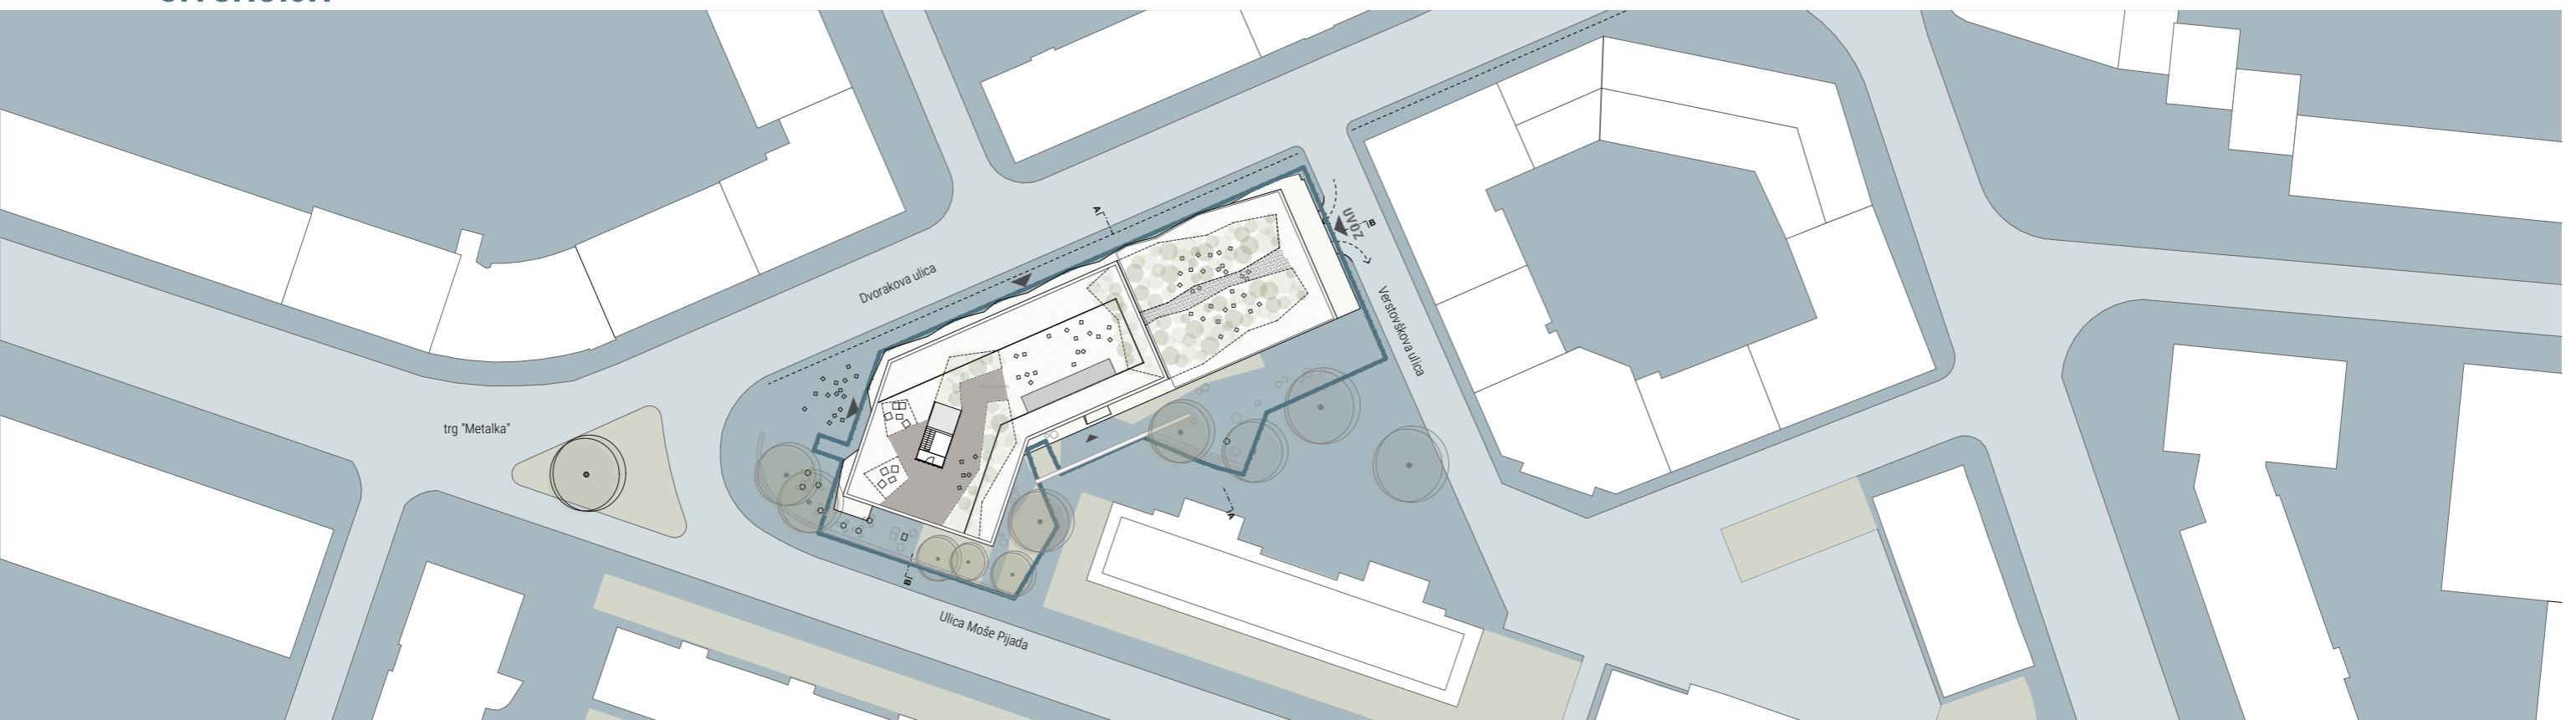 A
UVOZ
B
Dvorakova ulica
Verstovškova ulica
trg "Metalka"
A
B
Ulica Moše Pijada